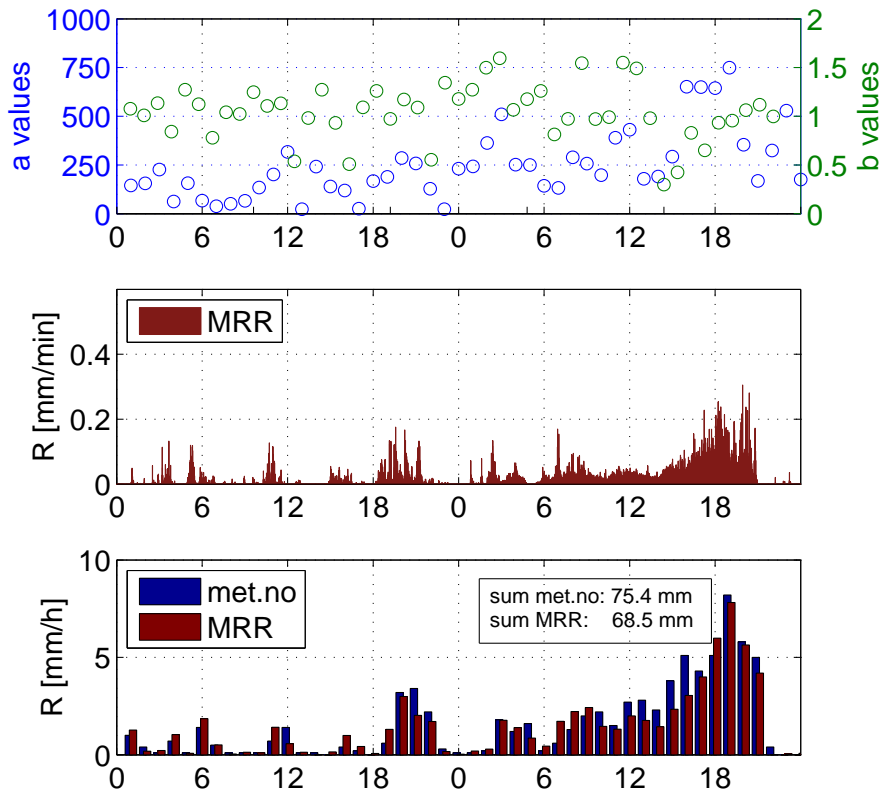 1000 2
750 1.5
500 1
250 0.5
0 0
a values
b values
0 6 12 18 0 6 12 18
MRR
0.4
0.2
0
R [mm/min]
0 6 12 18 0 6 12 18
10
5
0
R [mm/h]
met.no
MRR
sum met.no: 75.4 mm
sum MRR: 68.5 mm
0 6 12 18 0 6 12 18